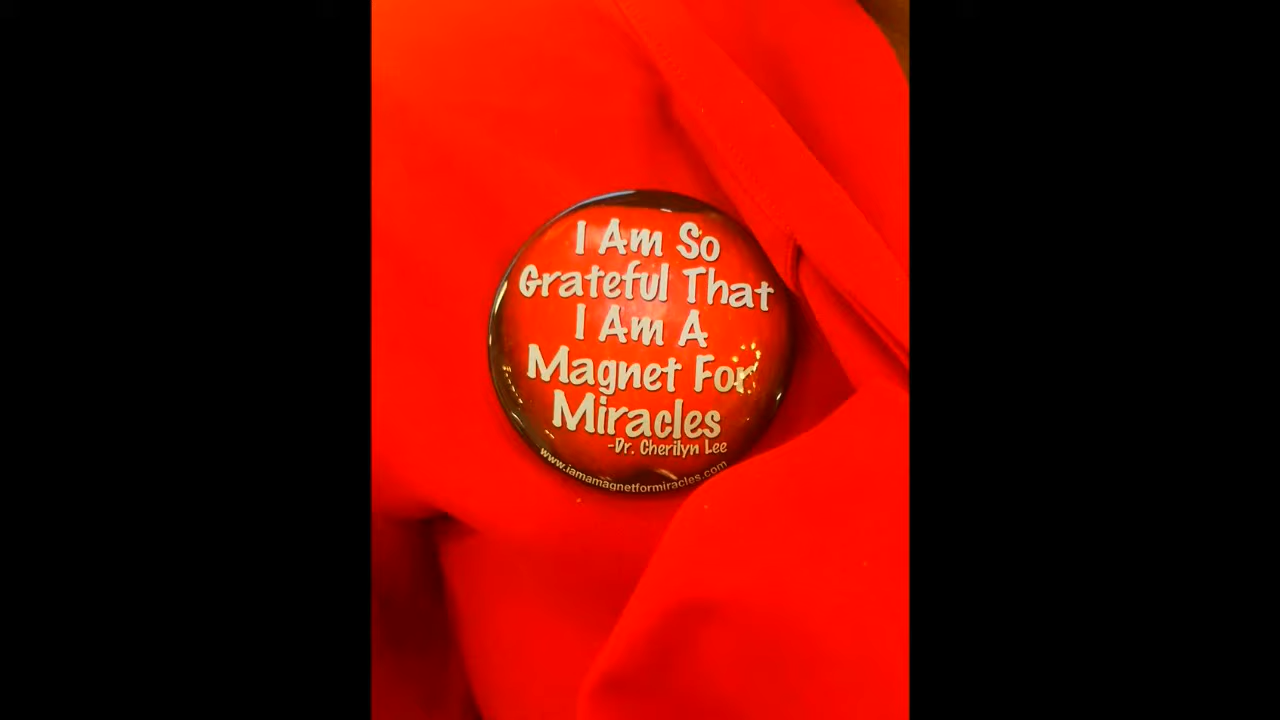 I Am So
Grateful That
I Am A
Magnet For
Miracles
-Dr. Cherilyn Lee
www.iamamagnetformiracles.com